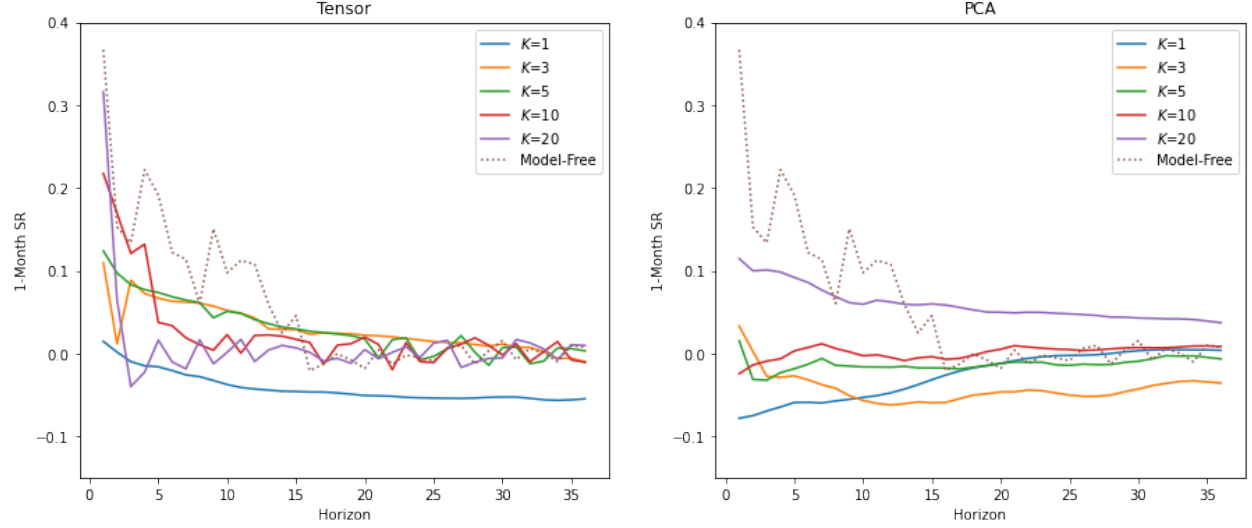 Tensor
0.4
0.3
0.2
0.1
0.0
−0.1
1-Month SR
0 5 10 15 20 25 30 35
Horizon
K=1
K=3
K=5
K=10
K=20
Model-Free
PCA
0.4
0.3
0.2
0.1
0.0
−0.1
1-Month SR
0 5 10 15 20 25 30 35
Horizon
K=1
K=3
K=5
K=10
K=20
Model-Free